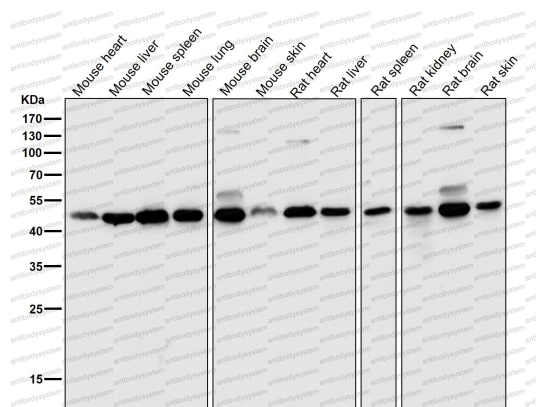 Mouse heart
Mouse liver
Mouse spleen
Mouse lung
Mouse brain
Mouse skin
Rat heart
Rat liver
Rat spleen
Rat kidney
Rat brain
Rat skin
KDa
170
130
100
70
55
40
35
25
15
antibodysystem